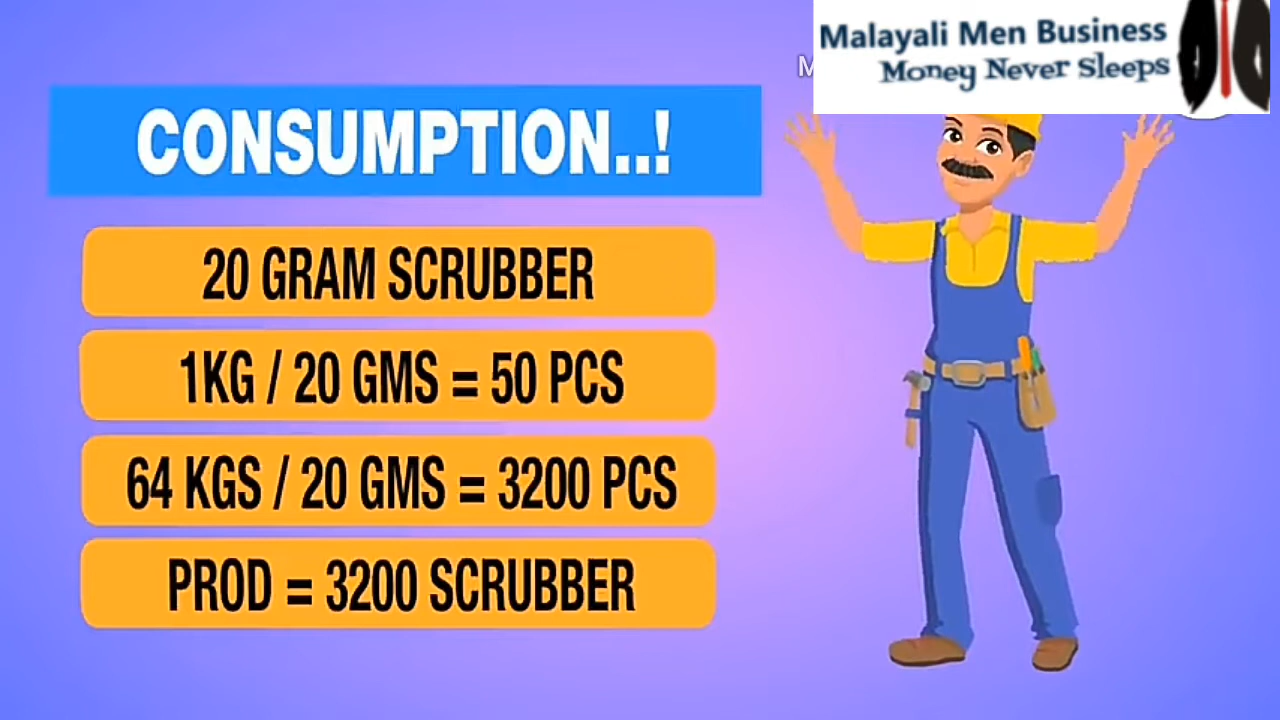 Malayali Men Business
Money Never Sleeps
CONSUMPTION..!
20 GRAM SCRUBBER
1KG / 20 GMS = 50 PCS
64 KGS / 20 GMS = 3200 PCS
PROD = 3200 SCRUBBER